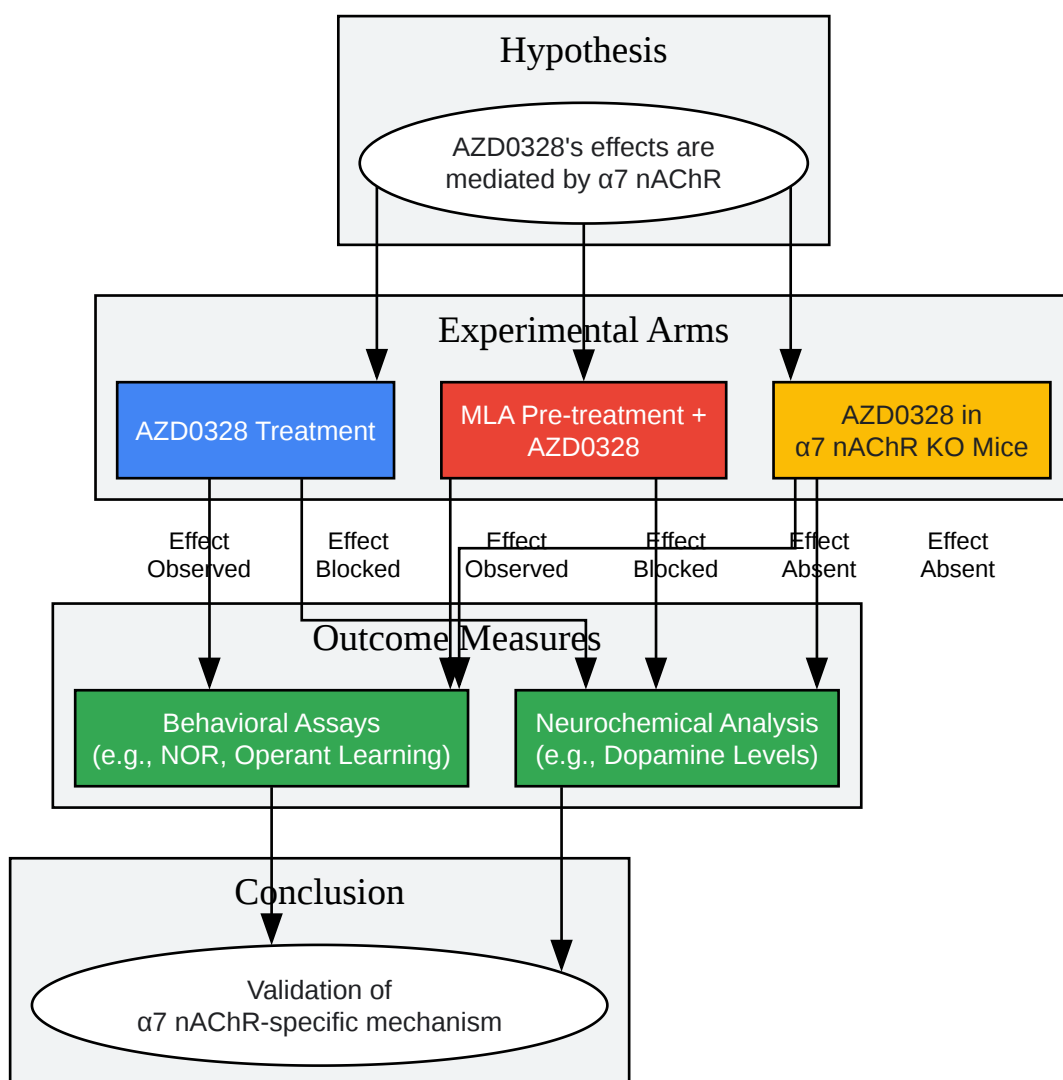 Hypothesis
AZD0328's effects are
mediated by α7 nAChR
Experimental Arms
AZD0328 Treatment
MLA Pre-treatment +
AZD0328
AZD0328 in
α7 nAChR KO Mice
Effect
Observed
Effect
Blocked
Effect
Observed
Effect
Blocked
Effect
Absent
Effect
Absent
Outcome Measures
Behavioral Assays
(e.g., NOR, Operant Learning)
Neurochemical Analysis
(e.g., Dopamine Levels)
Conclusion
Validation of
α7 nAChR-specific mechanism